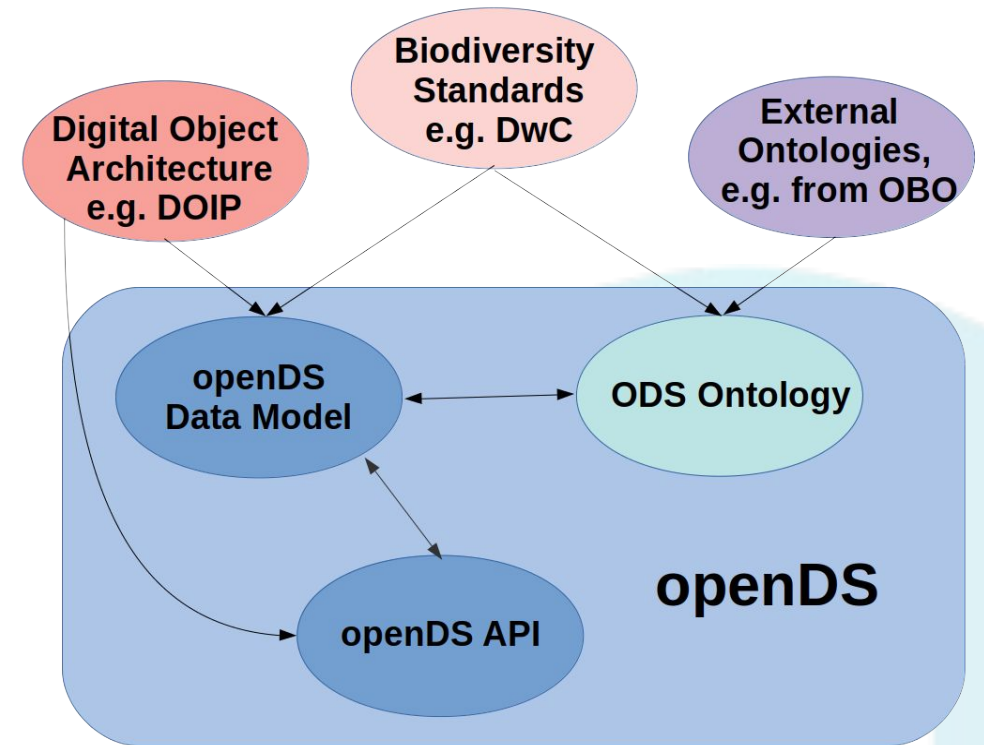 Biodiversity
Standards
e.g. DwC
Digital Object
Architecture
e.g. DOIP
External
Ontologies,
e.g. from OBO
openDS
Data Model
ODS Ontology
openDS
openDS API